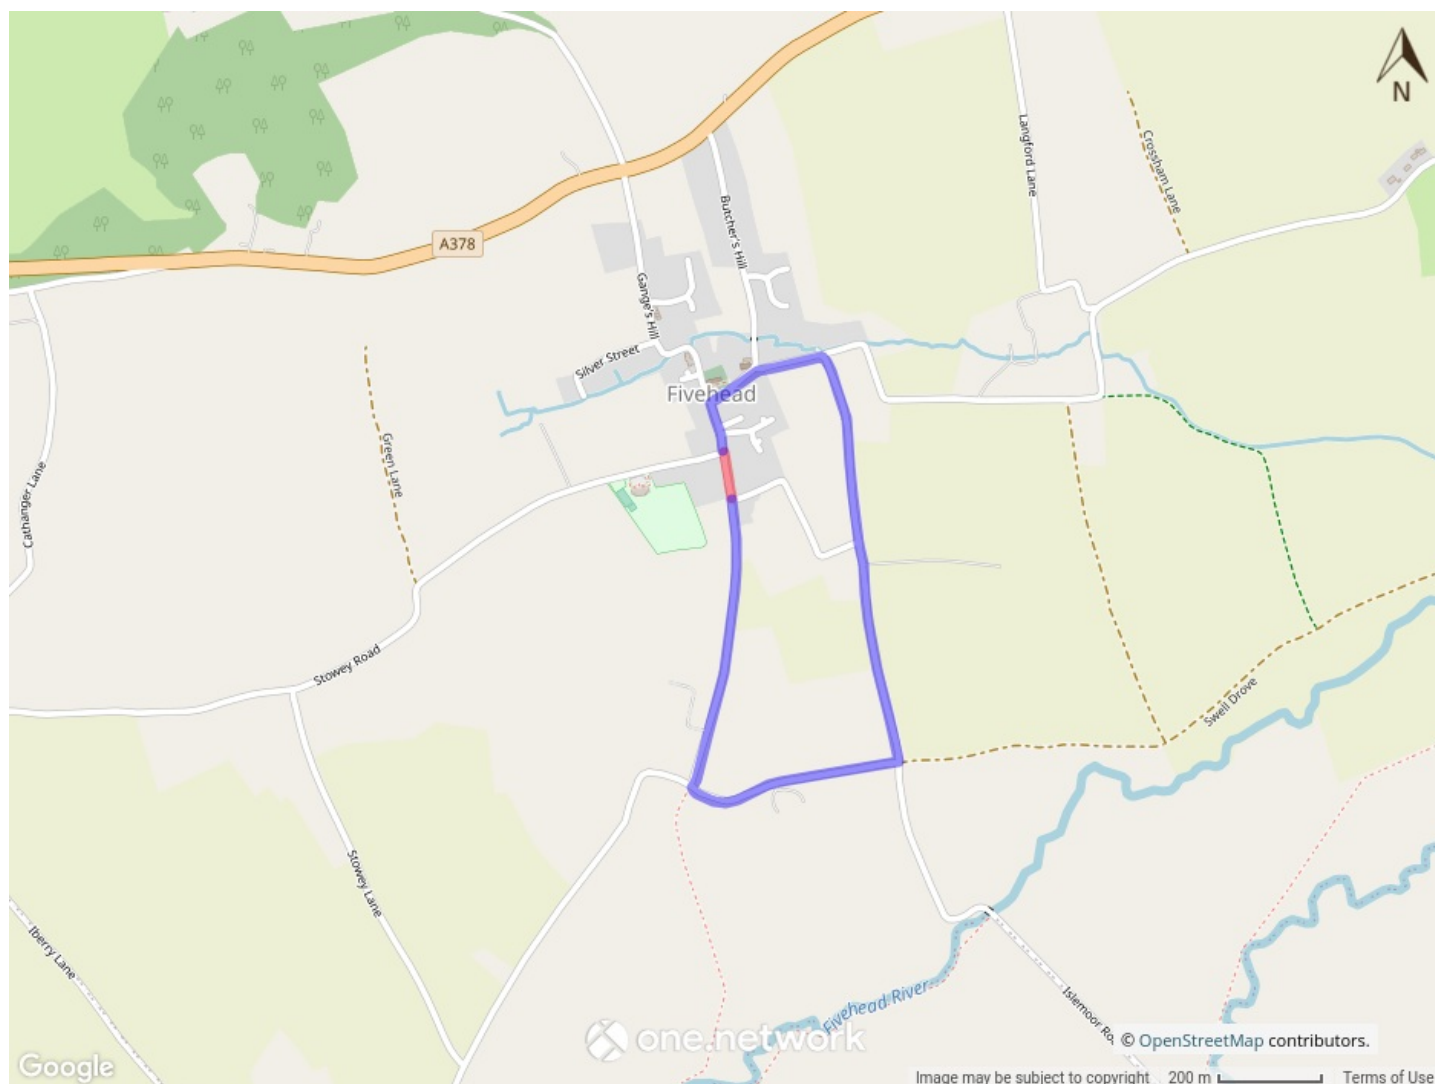 N
A378
Butcher's Hill
Gange's Hill
Langford Lane
Crossham Lane
Silver Street
Fivehead
Green Lane
Cathanger Lane
Stowey Road
Swell Drove
Stowey Lane
Iberry Lane
Fivehead River
Islemoor Ro
one.network
© OpenStreetMap contributors.
Google
Image may be subject to copyright 200 m Terms of Use